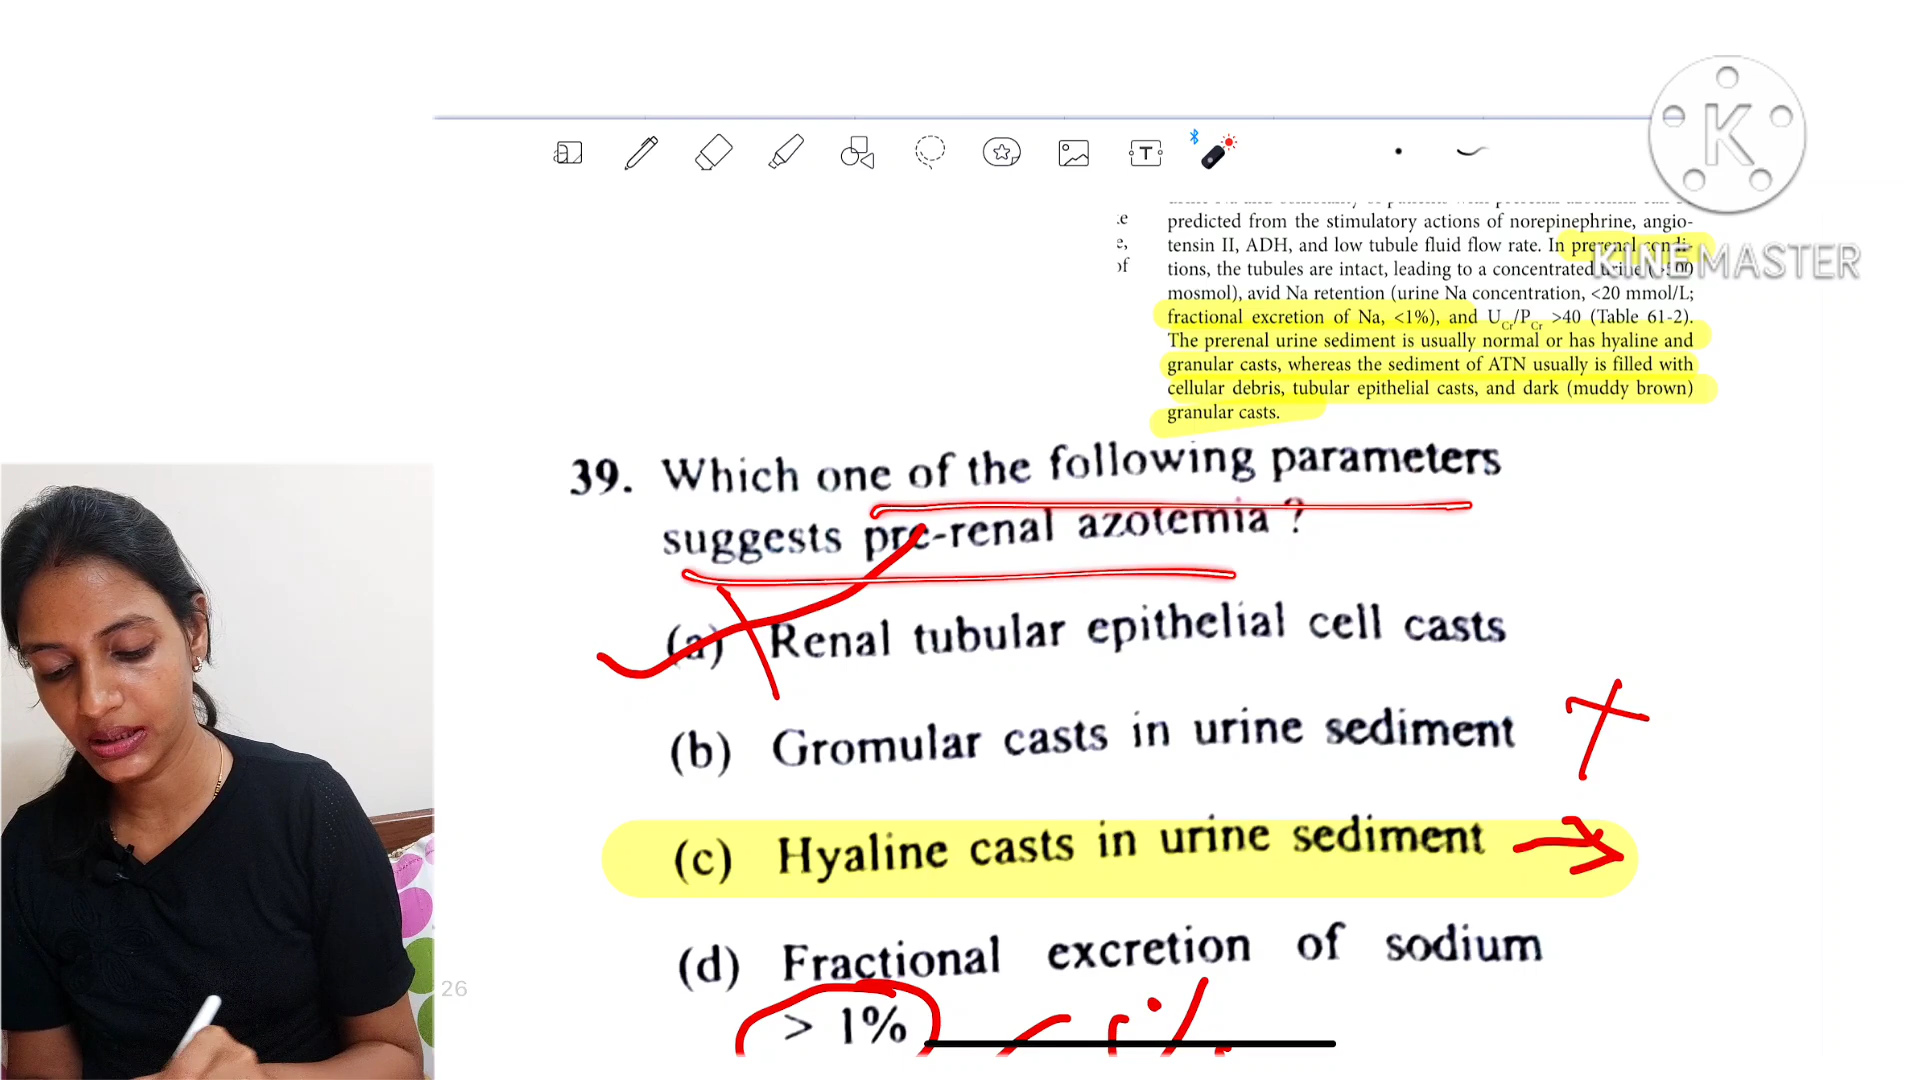 K
KINEMASTER
T
te
e,
of
predicted from the stimulatory actions of norepinephrine, angio-
tensin II, ADH, and low tubule fluid flow rate. In prerenal condi-
tions, the tubules are intact, leading to a concentrated urine (>500
mosmol), avid Na retention (urine Na concentration, <20 mmol/L;
fractional excretion of Na, <1%), and UCr/PCr >40 (Table 61-2).
The prerenal urine sediment is usually normal or has hyaline and
granular casts, whereas the sediment of ATN usually is filled with
cellular debris, tubular epithelial casts, and dark (muddy brown)
granular casts.
39. Which one of the following parameters
suggests pre-renal azotemia ?
(a) Renal tubular epithelial cell casts
(b) Gromular casts in urine sediment
(c) Hyaline casts in urine sediment
(d) Fractional excretion of sodium
> 1%
26